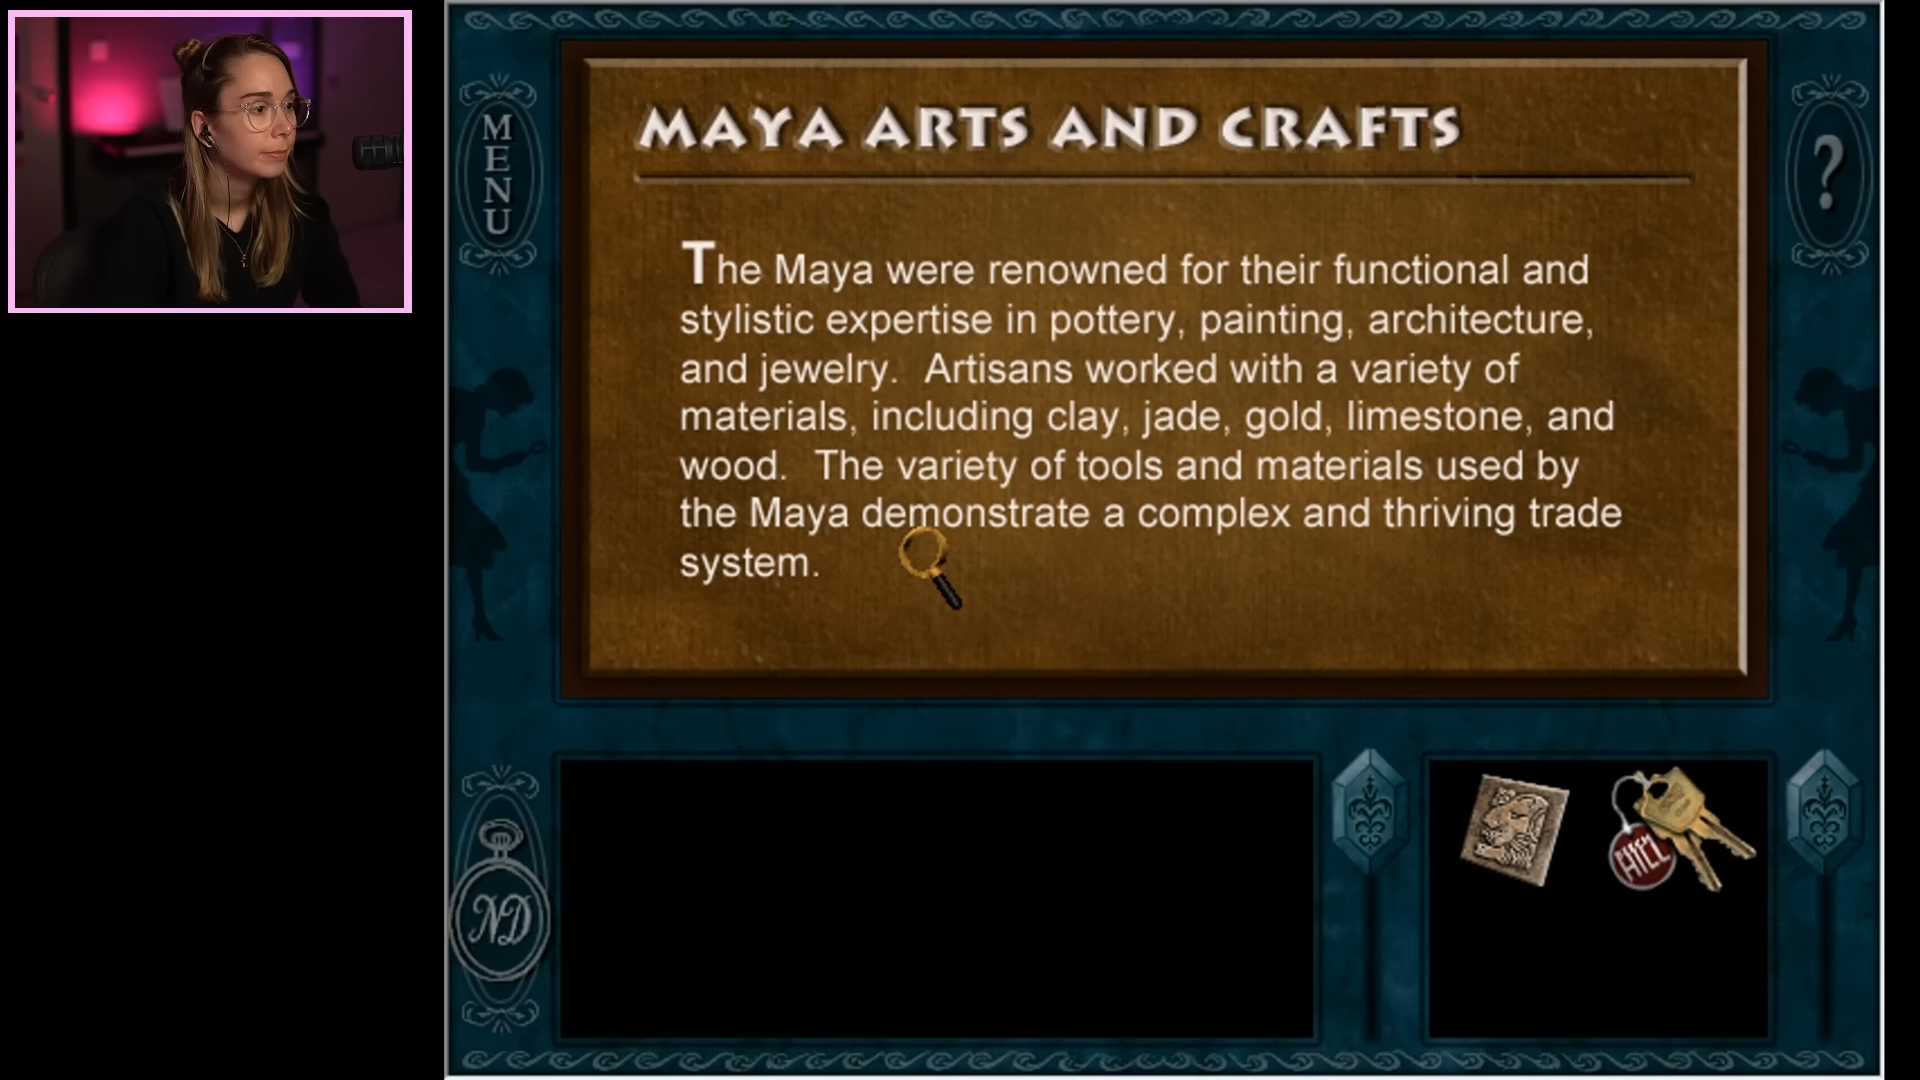 MENU
MAYA ARTS AND CRAFTS
?
The Maya were renowned for their functional and
stylistic expertise in pottery, painting, architecture,
and jewelry. Artisans worked with a variety of
materials, including clay, jade, gold, limestone, and
wood. The variety of tools and materials used by
the Maya demonstrate a complex and thriving trade
system.
ND